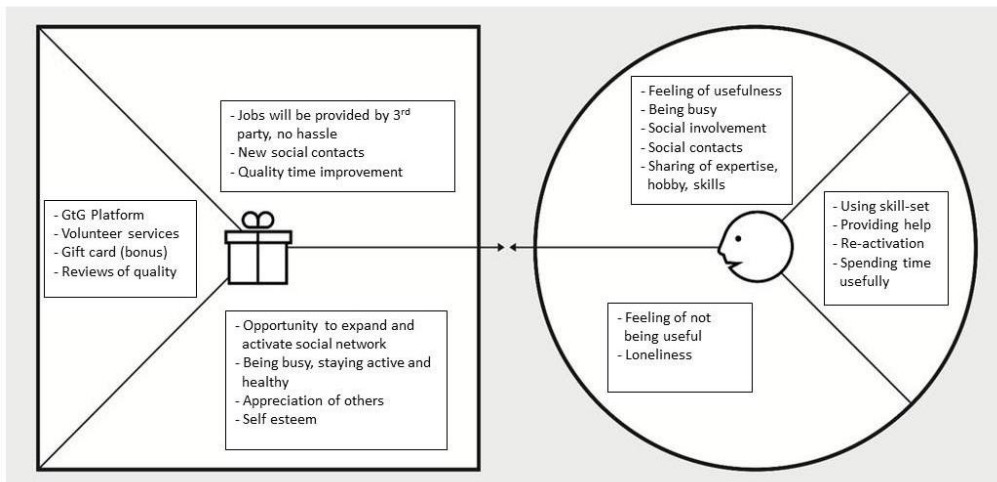 - Jobs will be provided by 3rd
party, no hassle
- New social contacts
- Quality time improvement
- GtG Platform
- Volunteer services
- Gift card (bonus)
- Reviews of quality
- Opportunity to expand and
activate social network
- Being busy, staying active and
healthy
- Appreciation of others
- Self esteem
- Feeling of usefulness
- Being busy
- Social involvement
- Social contacts
- Sharing of expertise,
hobby, skills
- Using skill-set
- Providing help
- Re-activation
- Spending time
usefully
- Feeling of not
being useful
- Loneliness